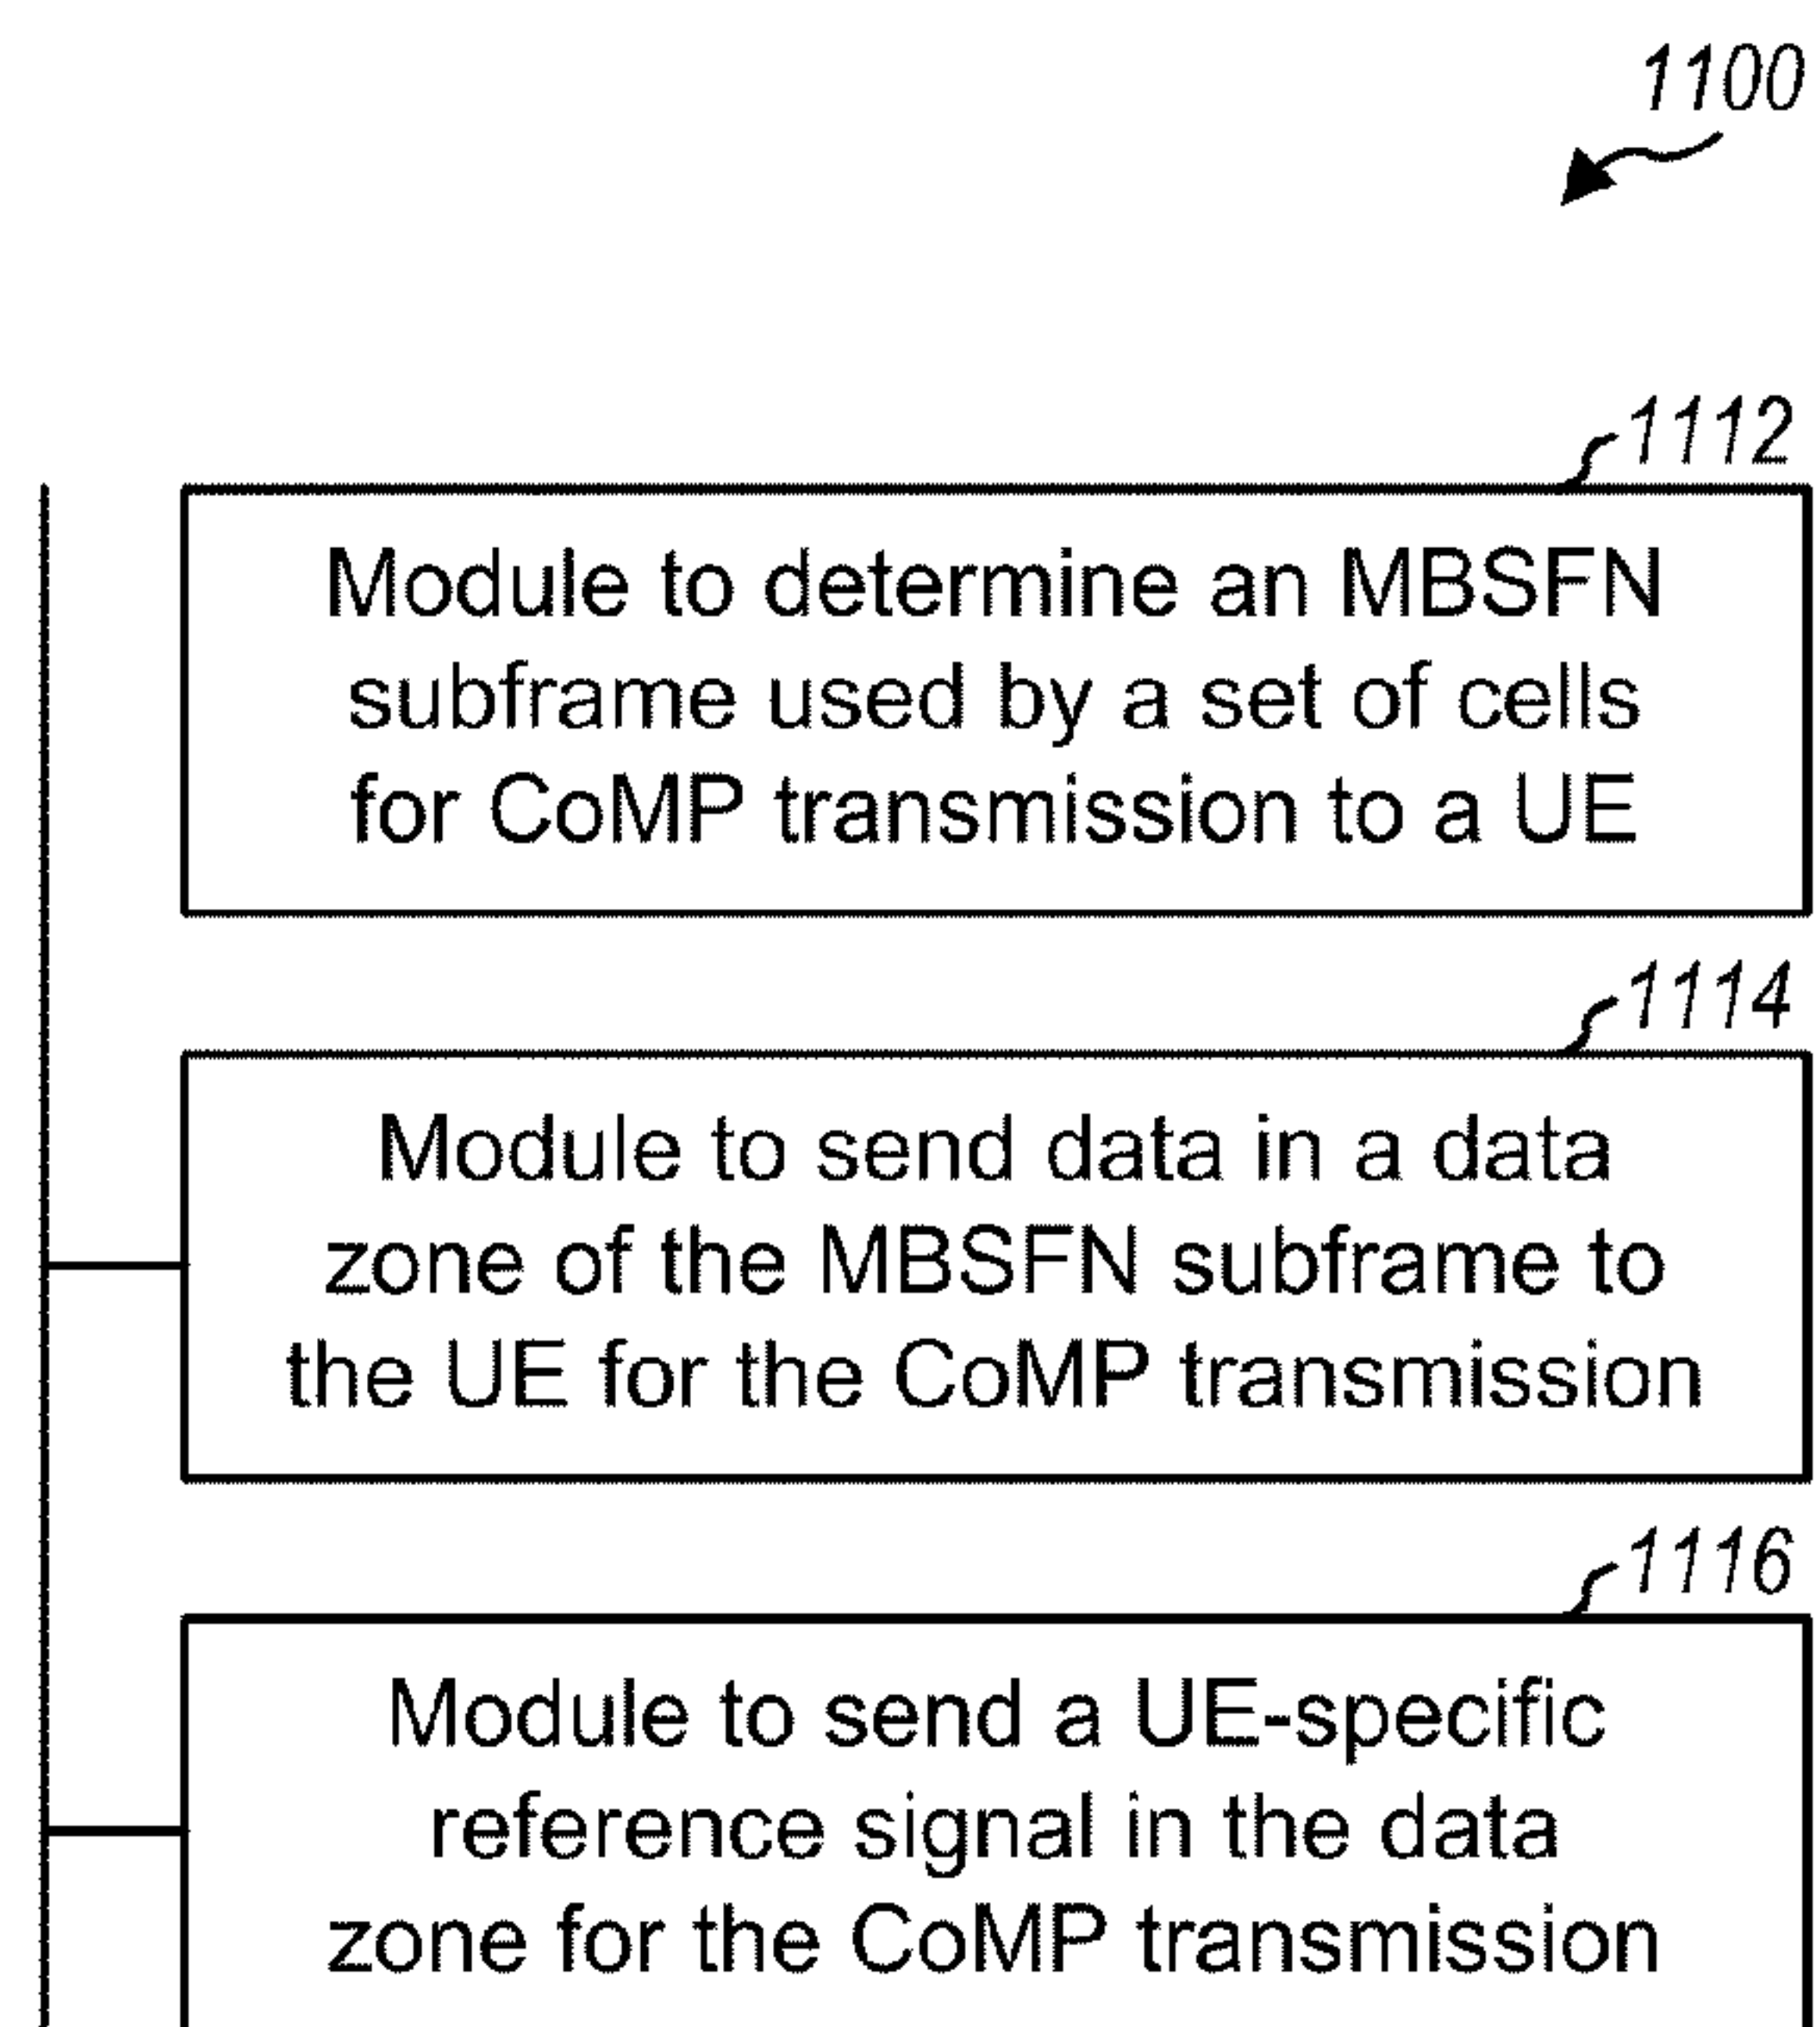 1100
1112
Module to determine an MBSFN
subframe used by a set of cells
for CoMP transmission to a UE
1114
Module to send data in a data
zone of the MBSFN subframe to
the UE for the CoMP transmission
1116
Module to send a UE-specific
reference signal in the data
zone for the CoMP transmission